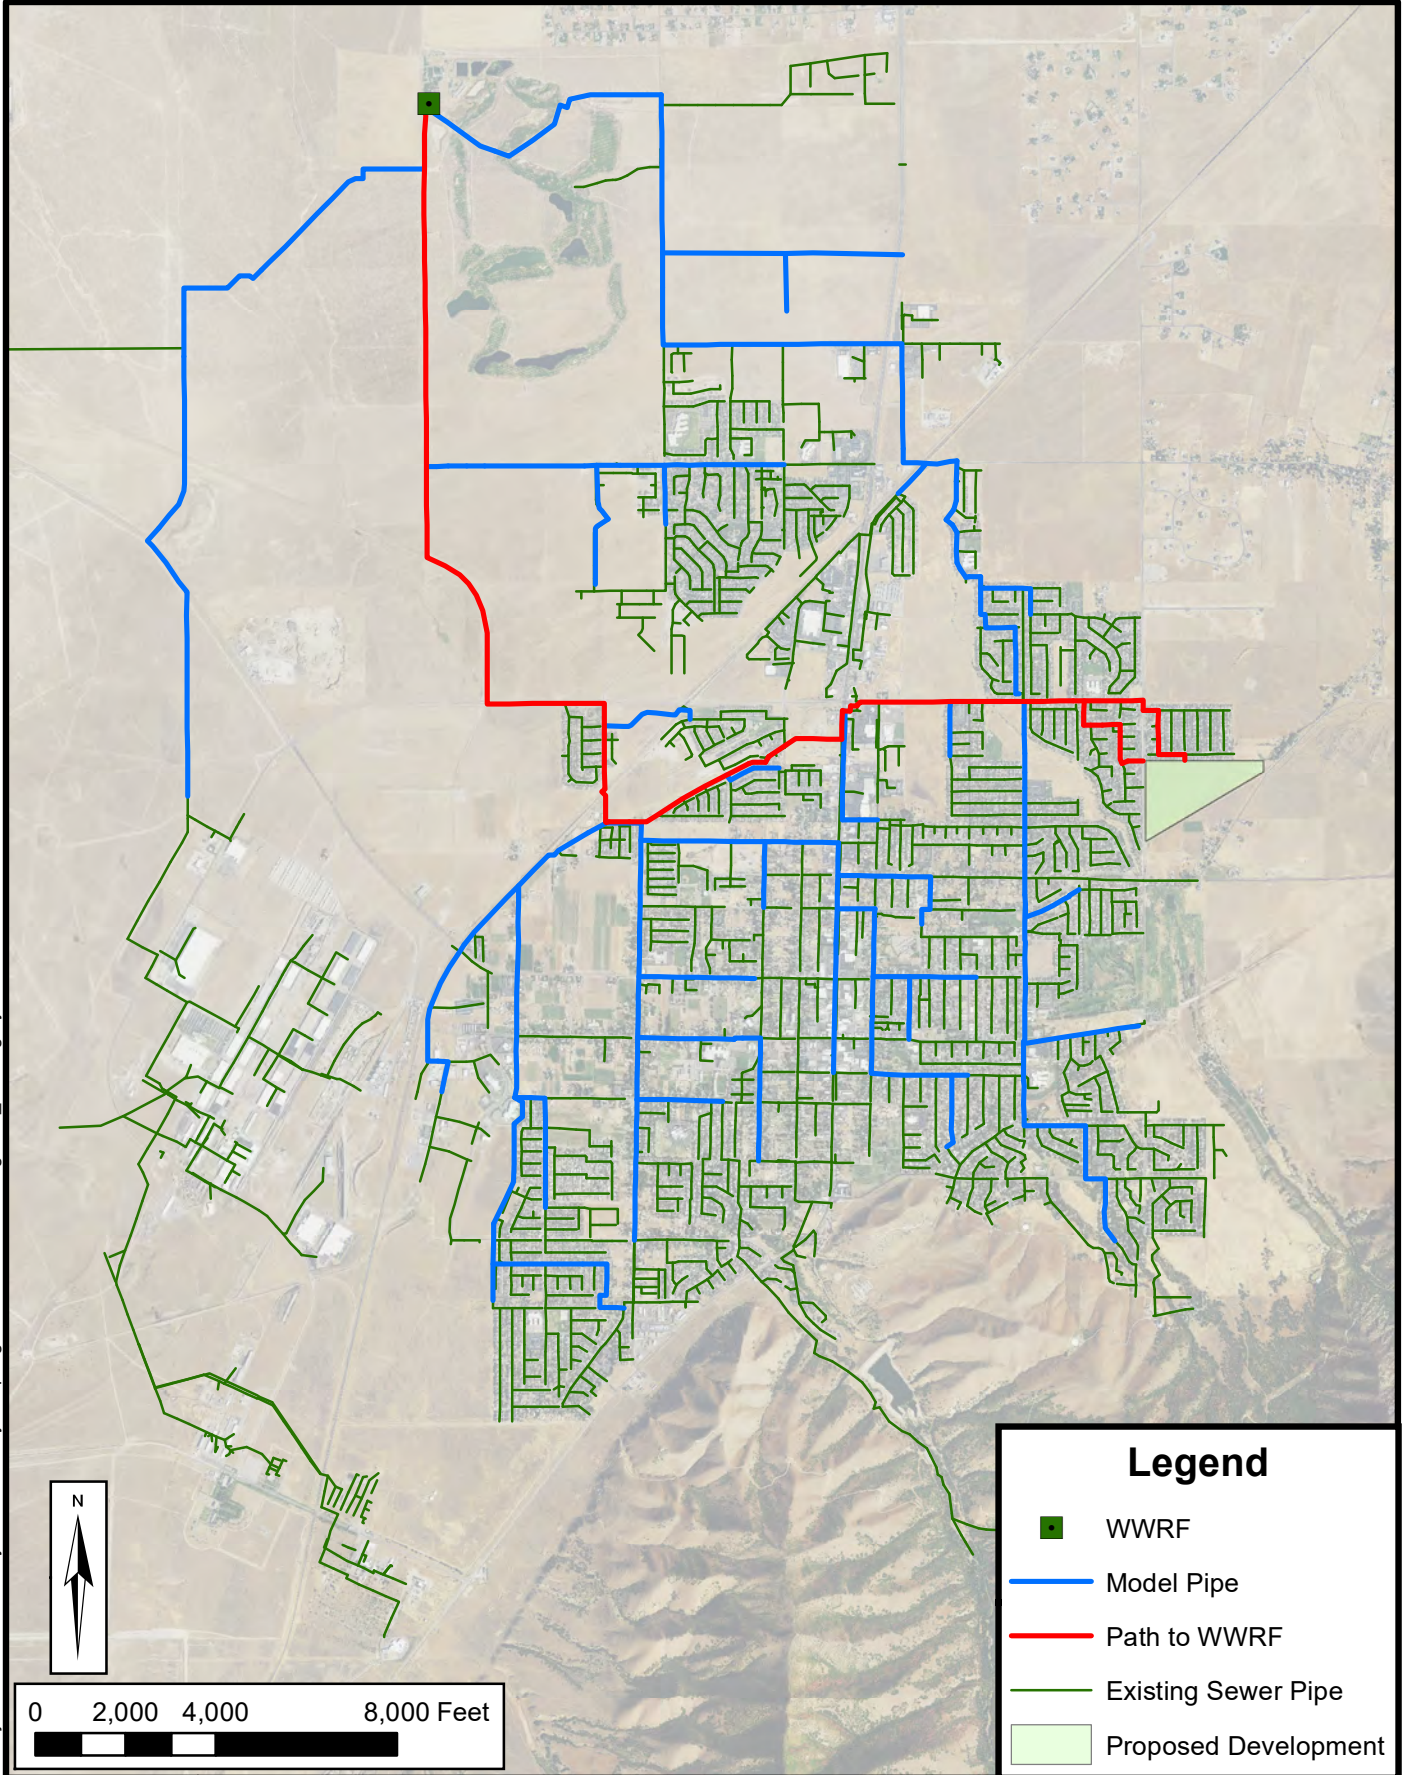 N
0 2,000 4,000 8,000 Feet
Legend
WWRF
Model Pipe
Path to WWRF
Existing Sewer Pipe
Proposed Development